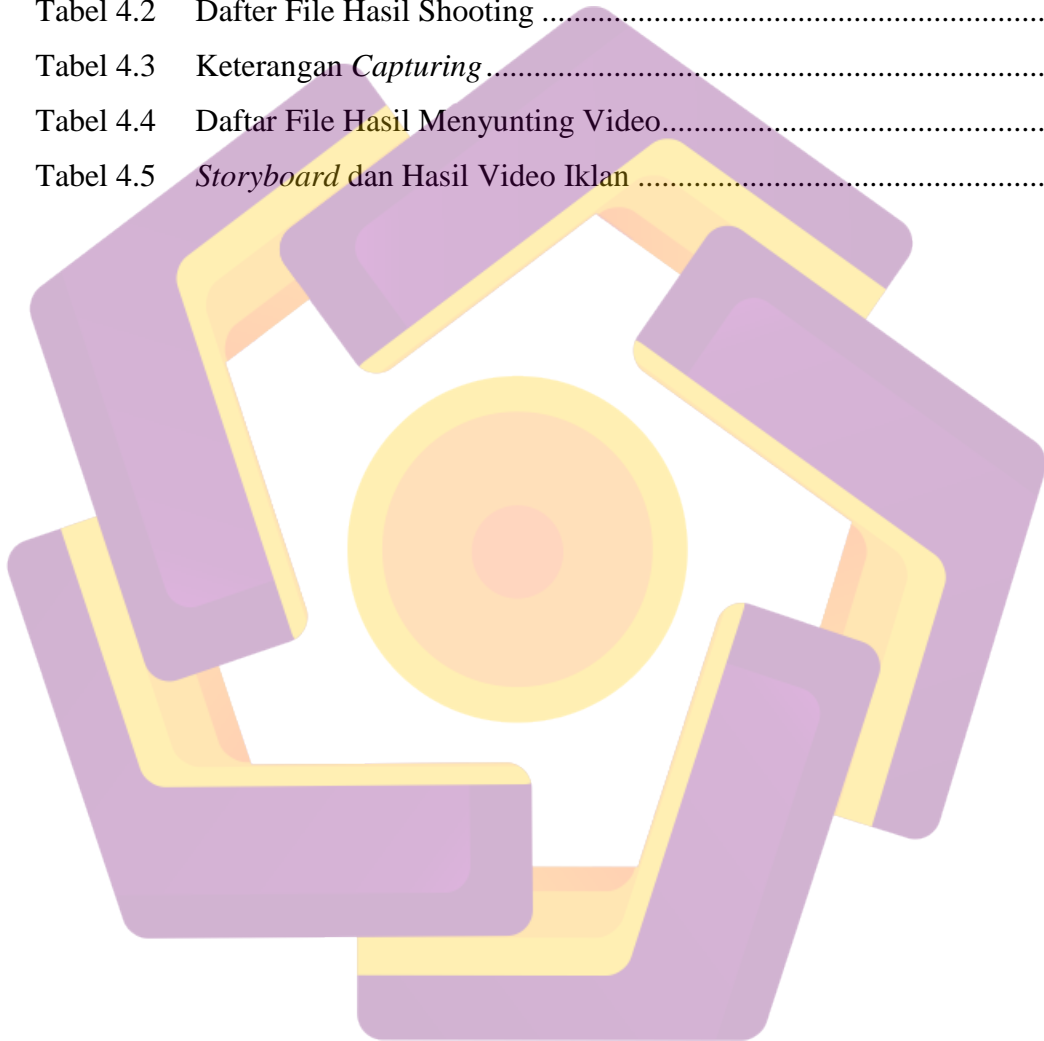 Tabel 4.2 Dafter File Hasil Shooting ........................................................
Tabel 4.3 Keterangan Capturing ...............................................................
Tabel 4.4 Daftar File Hasil Menyunting Video.........................................
Tabel 4.5 Storyboard dan Hasil Video Iklan ............................................